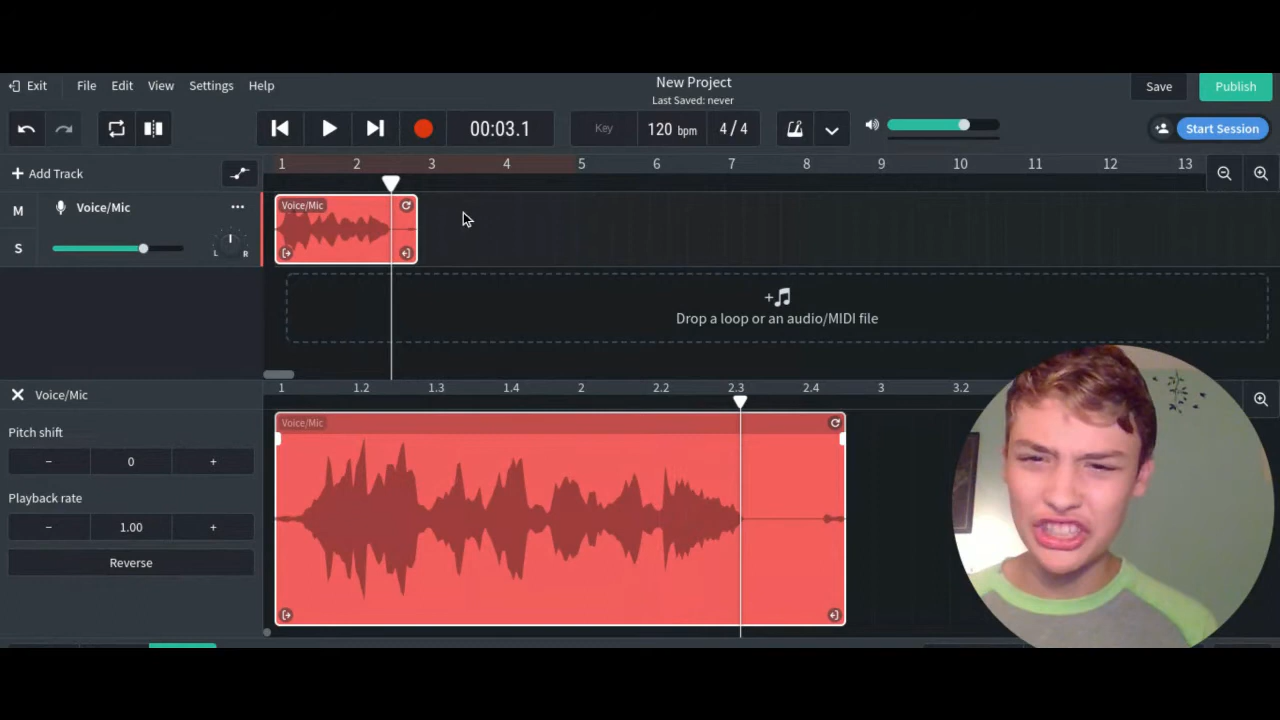 Exit File Edit View Settings Help
New Project
Last Saved: never
Save Publish
00:03.1
Key 120 bpm 4 / 4
Start Session
+ Add Track
1 2 3 4 5 6 7 8 9 10 11 12 13
M Voice/Mic ...
S L R
Voice/Mic
Drop a loop or an audio/MIDI file
Voice/Mic
1 1.2 1.3 1.4 2 2.2 2.3 2.4 3 3.2
Voice/Mic
Pitch shift
− 0 +
Playback rate
− 1.00 +
Reverse